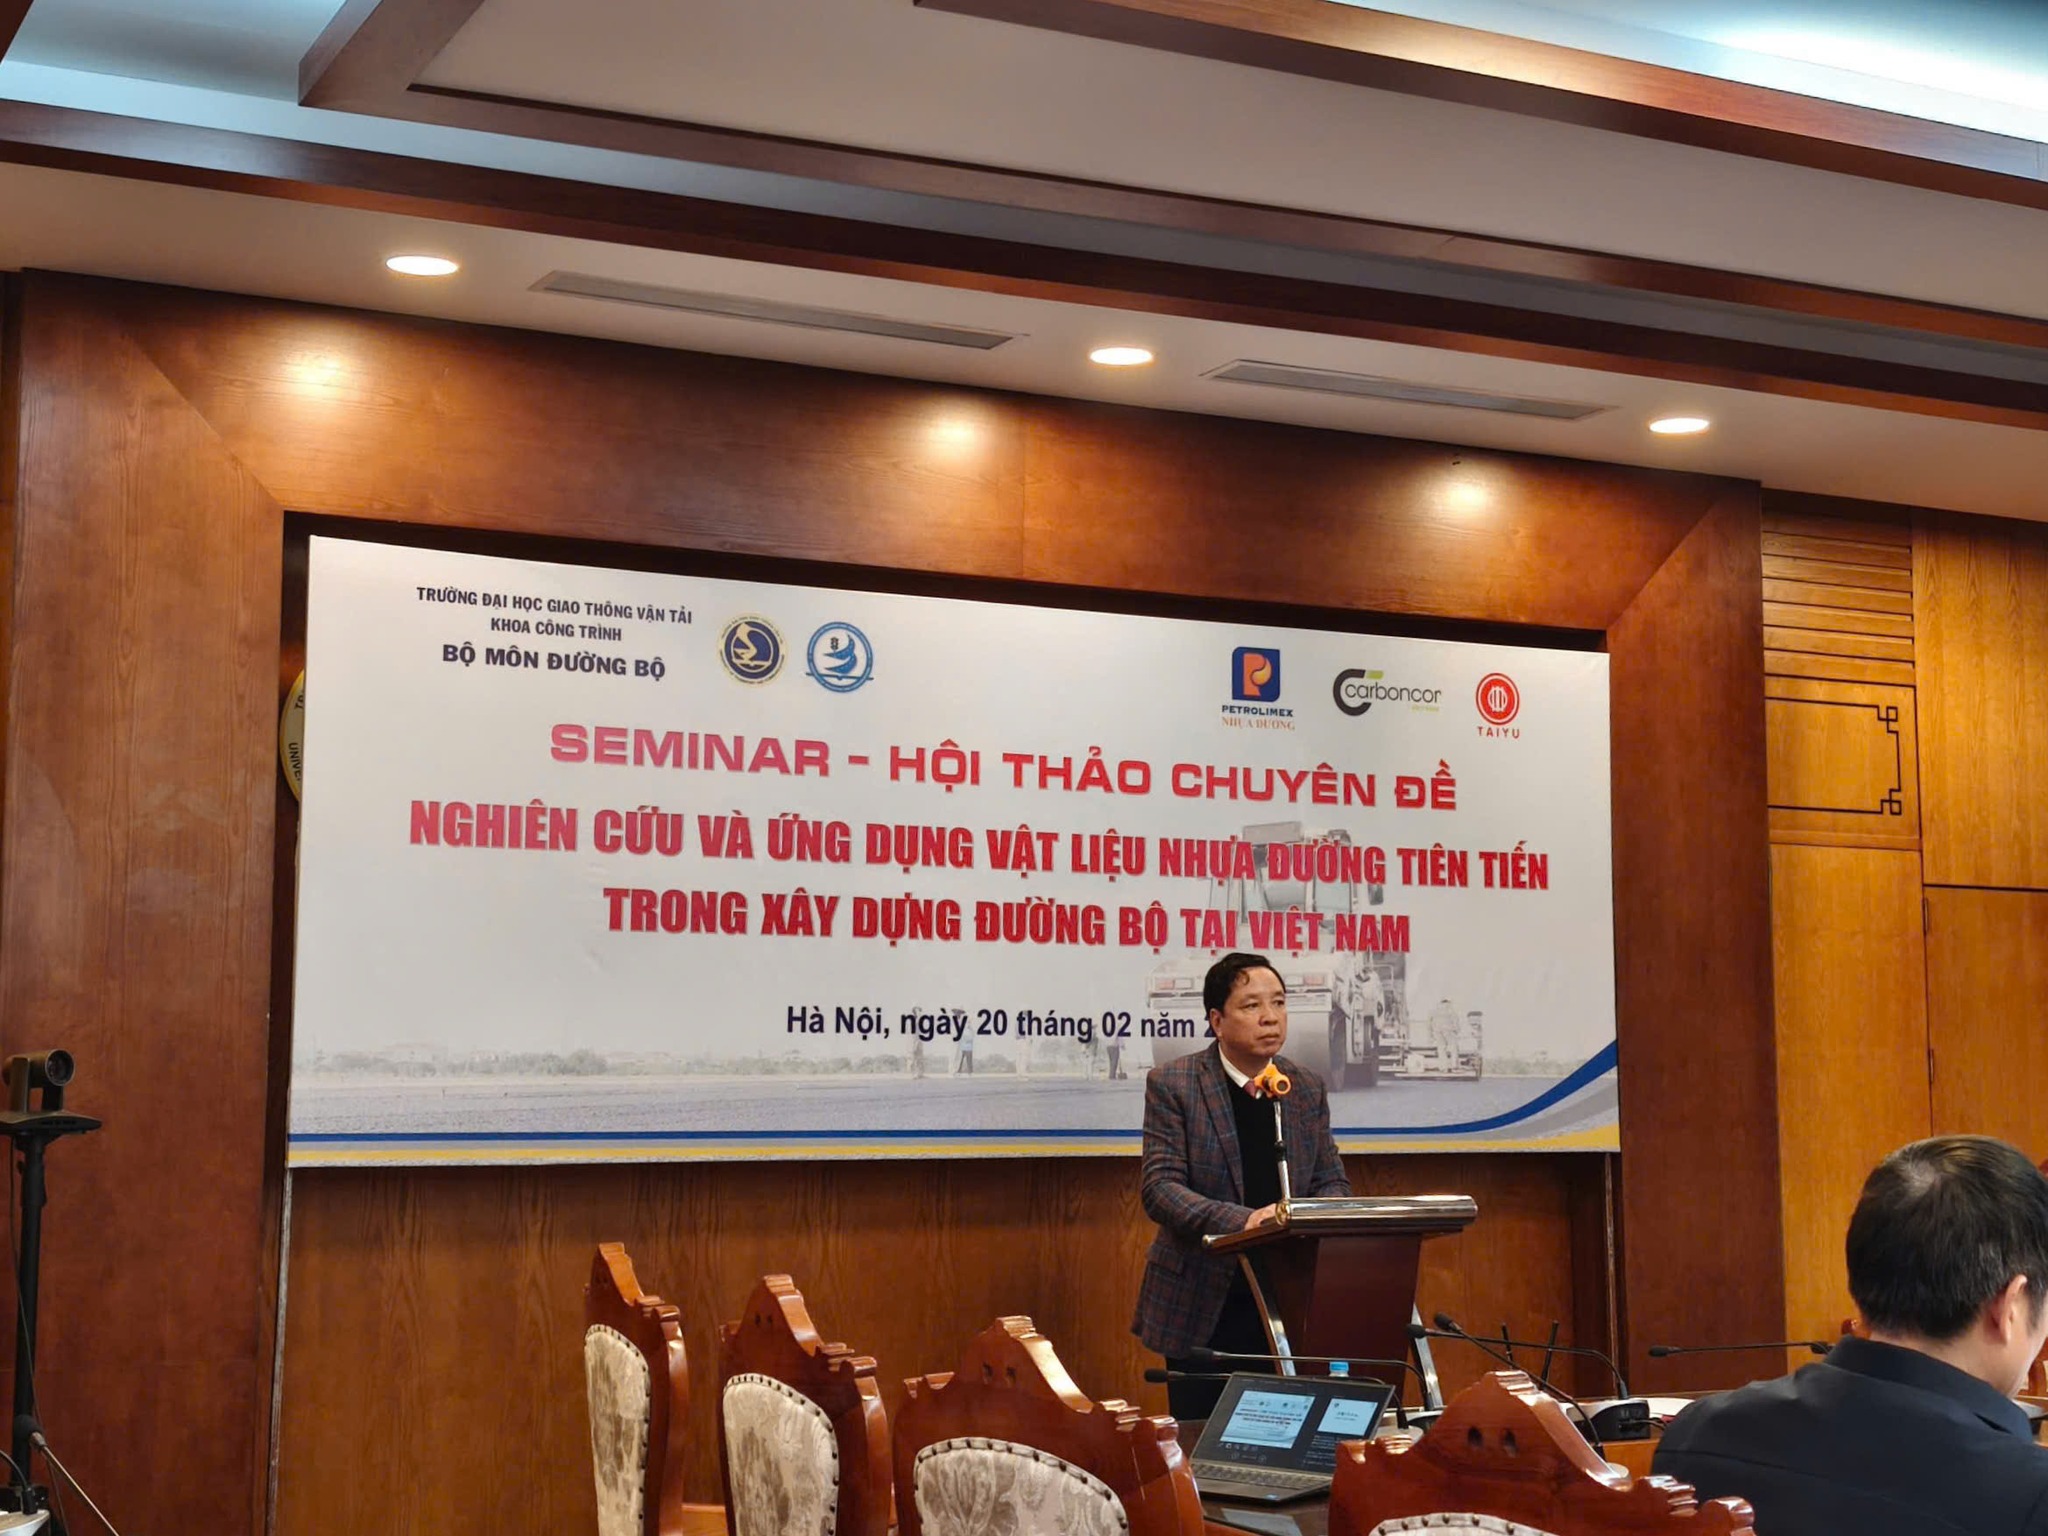 TRƯỜNG ĐẠI HỌC GIAO THÔNG VẬN TẢI
KHOA CÔNG TRÌNH
BỘ MÔN ĐƯỜNG BỘ
PETROLIMEX
NHỰA ĐƯỜNG
carboncor
TAIYU
SEMINAR - HỘI THẢO CHUYÊN ĐỀ
NGHIÊN CỨU VÀ ỨNG DỤNG VẬT LIỆU NHỰA ĐƯỜNG TIÊN TIẾN
TRONG XÂY DỰNG ĐƯỜNG BỘ TẠI VIỆT NAM
Hà Nội, ngày 20 tháng 02 năm